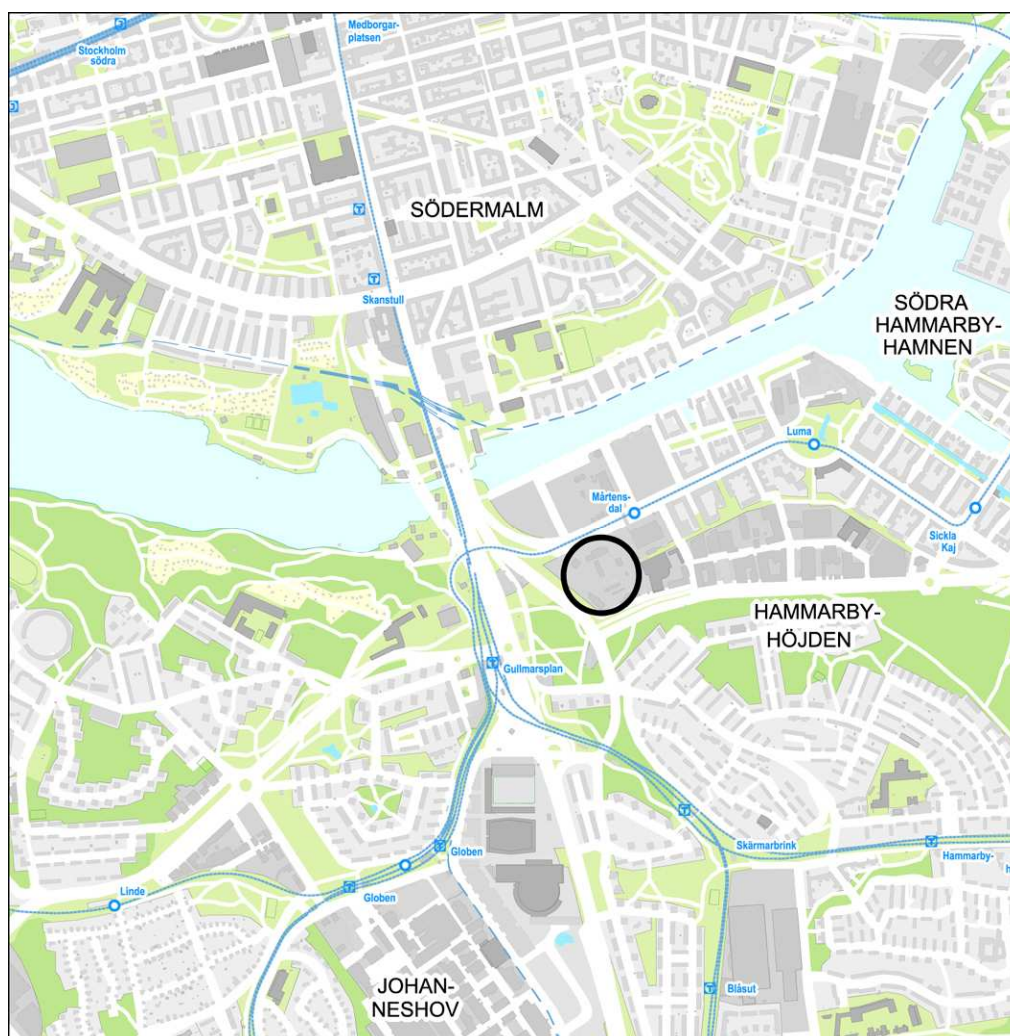 Medborgar-
platsen
Stockholm
södra
SÖDERMALM
Skanstull
SÖDRA
HAMMARBY-
HAMNEN
Luma
Mårtens-
dal
Sickla
Kaj
HAMMARBY-
HÖJDEN
Gullmarsplan
Skärmarbrink
Hammarby-
h
Globen
Linde
Globen
JOHAN-
NESHOV
Blåsut